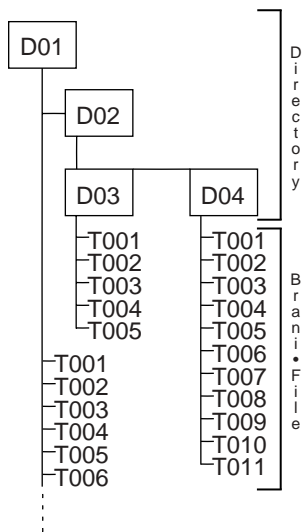 D01
D02
D03 D04
T001 T001
T002 T002
T003 T003
T004 T004
T005 T005
T001 T006
T002 T007
T003 T008
T004 T009
T005 T010
T006 T011
Directory
Brani•File